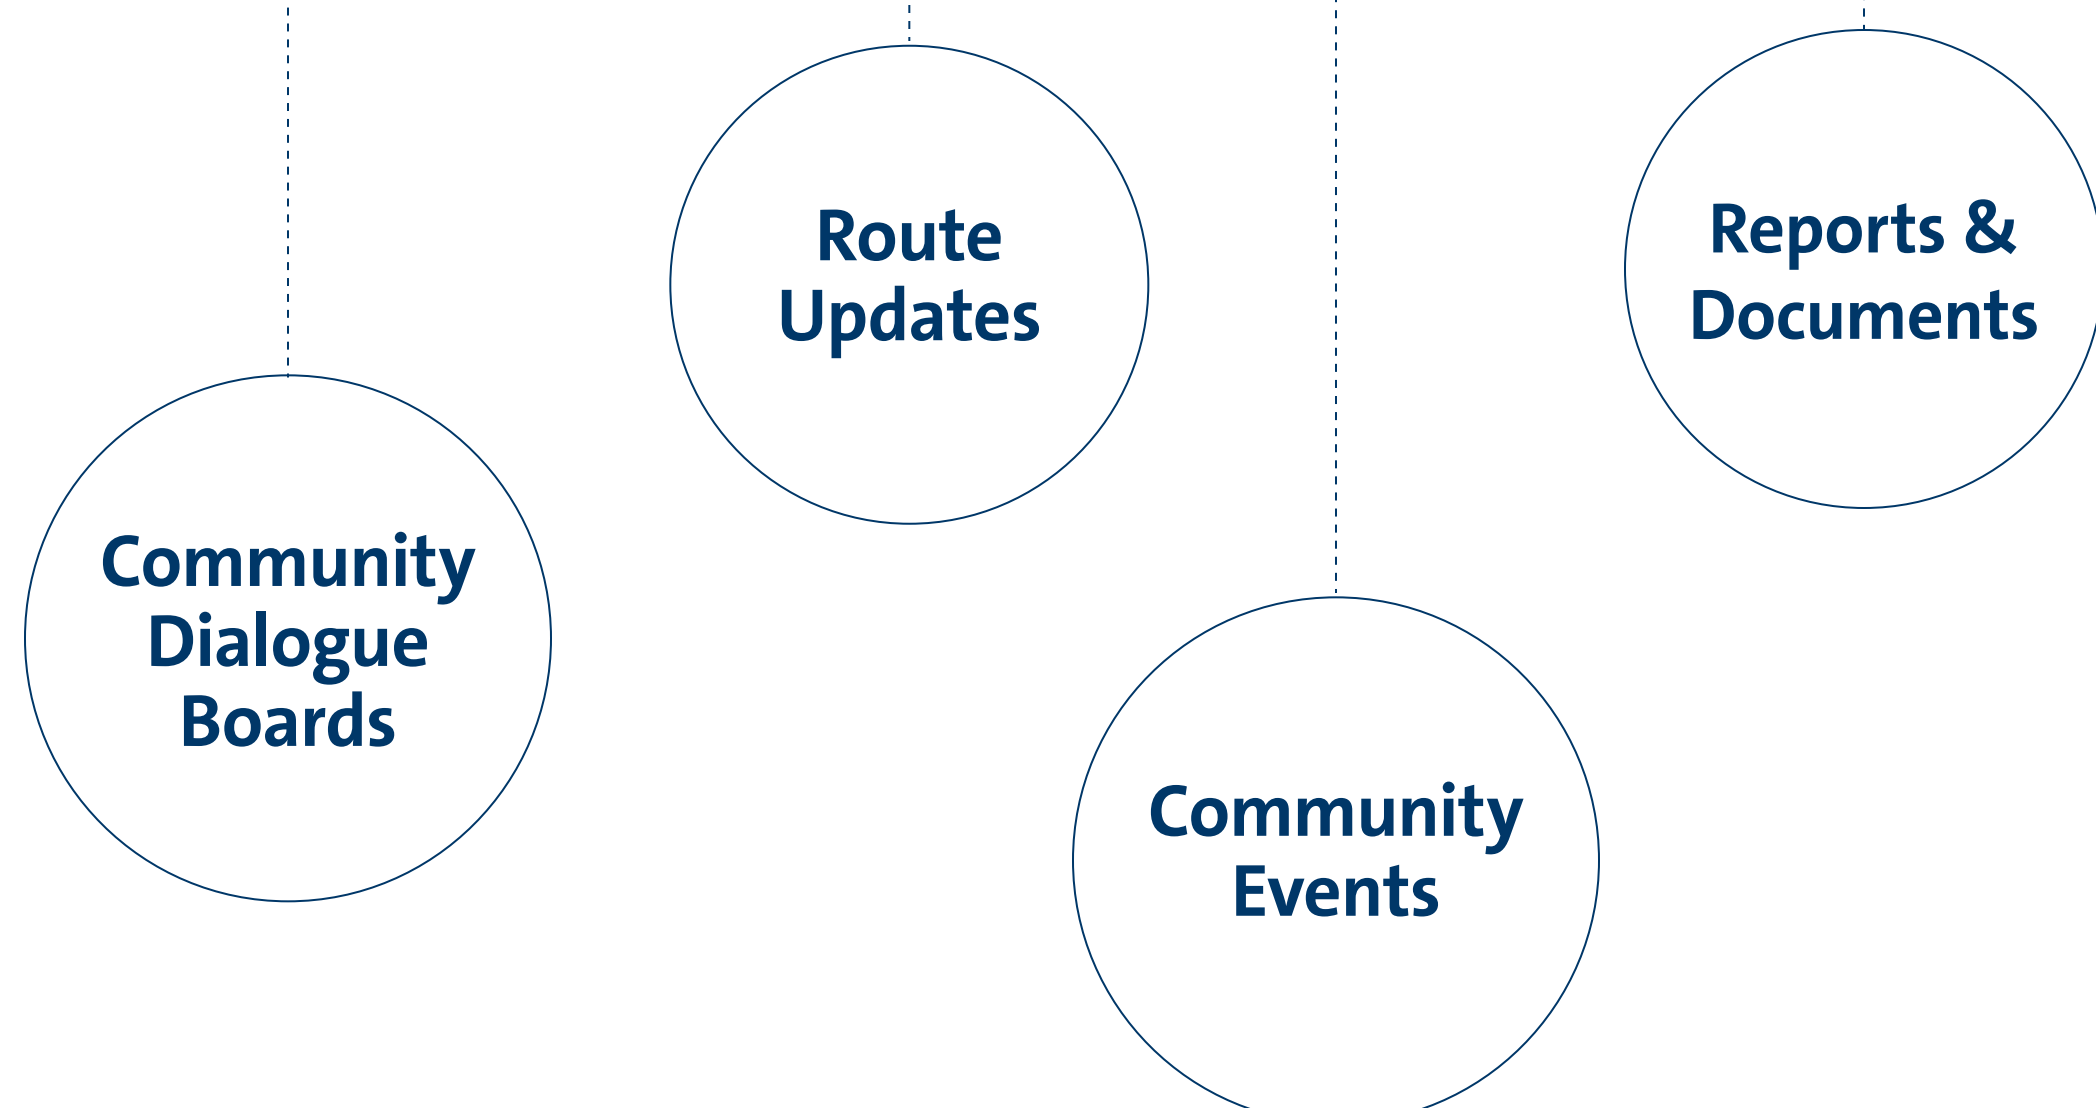 Community
Dialogue
Boards
Route
Updates
Community
Events
Reports &
Documents